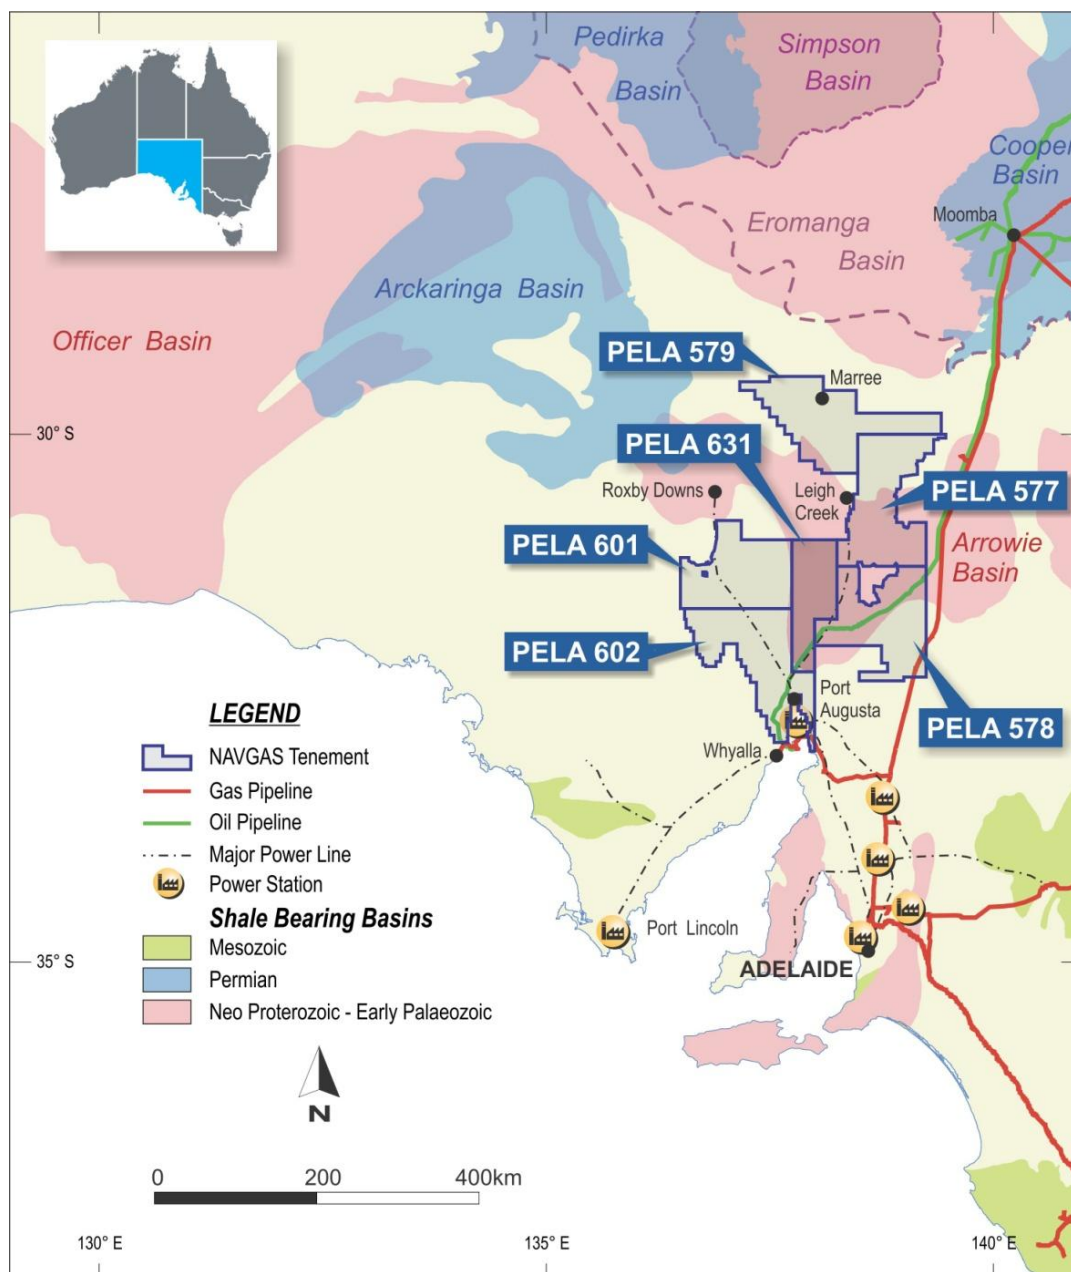 Pedirka
Basin
Simpson
Basin
Cooper
Basin
Moomba
Eromanga
Basin
Arckaringa Basin
Officer Basin
PELA 579
Marree
30° S
PELA 631
Roxby Downs
Leigh
Creek
PELA 577
PELA 601
Arrowie
Basin
PELA 602
Port
Augusta
PELA 578
Whyalla
LEGEND
NAVGAS Tenement
Gas Pipeline
Oil Pipeline
Major Power Line
Power Station
Shale Bearing Basins
Mesozoic
Permian
Neo Proterozoic - Early Palaeozoic
Port Lincoln
35° S
ADELAIDE
N
0 200 400km
130° E 135° E 140° E